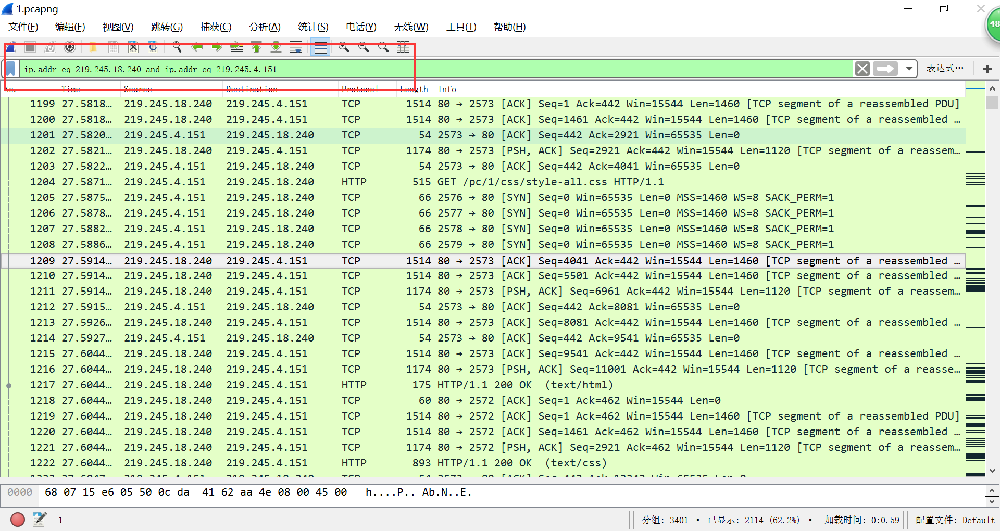 1.pcapng
48
文件(F) 编辑(E) 视图(V) 跳转(G) 捕获(C) 分析(A) 统计(S) 电话(Y) 无线(W) 工具(T) 帮助(H)
ip.addr eq 219.245.18.240 and ip.addr eq 219.245.4.151 表达式…
No. Time Source Destination Protocol Length Info
1199 27.5818… 219.245.18.240 219.245.4.151 TCP 1514 80 → 2573 [ACK] Seq=1 Ack=442 Win=15544 Len=1460 [TCP segment of a reassembled PDU]
1200 27.5818… 219.245.18.240 219.245.4.151 TCP 1514 80 → 2573 [ACK] Seq=1461 Ack=442 Win=15544 Len=1460 [TCP segment of a reassembled …
1201 27.5820… 219.245.4.151 219.245.18.240 TCP 54 2573 → 80 [ACK] Seq=442 Ack=2921 Win=65535 Len=0
1202 27.5821… 219.245.18.240 219.245.4.151 TCP 1174 80 → 2573 [PSH, ACK] Seq=2921 Ack=442 Win=15544 Len=1120 [TCP segment of a reassem…
1203 27.5822… 219.245.4.151 219.245.18.240 TCP 54 2573 → 80 [ACK] Seq=442 Ack=4041 Win=65535 Len=0
1204 27.5871… 219.245.4.151 219.245.18.240 HTTP 515 GET /pc/1/css/style-all.css HTTP/1.1
1205 27.5875… 219.245.4.151 219.245.18.240 TCP 66 2576 → 80 [SYN] Seq=0 Win=65535 Len=0 MSS=1460 WS=8 SACK_PERM=1
1206 27.5878… 219.245.4.151 219.245.18.240 TCP 66 2577 → 80 [SYN] Seq=0 Win=65535 Len=0 MSS=1460 WS=8 SACK_PERM=1
1207 27.5882… 219.245.4.151 219.245.18.240 TCP 66 2578 → 80 [SYN] Seq=0 Win=65535 Len=0 MSS=1460 WS=8 SACK_PERM=1
1208 27.5886… 219.245.4.151 219.245.18.240 TCP 66 2579 → 80 [SYN] Seq=0 Win=65535 Len=0 MSS=1460 WS=8 SACK_PERM=1
1209 27.5914… 219.245.18.240 219.245.4.151 TCP 1514 80 → 2573 [ACK] Seq=4041 Ack=442 Win=15544 Len=1460 [TCP segment of a reassembled …
1210 27.5914… 219.245.18.240 219.245.4.151 TCP 1514 80 → 2573 [ACK] Seq=5501 Ack=442 Win=15544 Len=1460 [TCP segment of a reassembled …
1211 27.5914… 219.245.18.240 219.245.4.151 TCP 1174 80 → 2573 [PSH, ACK] Seq=6961 Ack=442 Win=15544 Len=1120 [TCP segment of a reassem…
1212 27.5915… 219.245.4.151 219.245.18.240 TCP 54 2573 → 80 [ACK] Seq=442 Ack=8081 Win=65535 Len=0
1213 27.5926… 219.245.18.240 219.245.4.151 TCP 1514 80 → 2573 [ACK] Seq=8081 Ack=442 Win=15544 Len=1460 [TCP segment of a reassembled …
1214 27.5927… 219.245.4.151 219.245.18.240 TCP 54 2573 → 80 [ACK] Seq=442 Ack=9541 Win=65535 Len=0
1215 27.6044… 219.245.18.240 219.245.4.151 TCP 1514 80 → 2573 [ACK] Seq=9541 Ack=442 Win=15544 Len=1460 [TCP segment of a reassembled …
1216 27.6044… 219.245.18.240 219.245.4.151 TCP 1174 80 → 2573 [PSH, ACK] Seq=11001 Ack=442 Win=15544 Len=1120 [TCP segment of a reasse…
1217 27.6044… 219.245.18.240 219.245.4.151 HTTP 175 HTTP/1.1 200 OK (text/html)
1218 27.6044… 219.245.18.240 219.245.4.151 TCP 60 80 → 2572 [ACK] Seq=1 Ack=462 Win=15544 Len=0
1219 27.6044… 219.245.18.240 219.245.4.151 TCP 1514 80 → 2572 [ACK] Seq=1 Ack=462 Win=15544 Len=1460 [TCP segment of a reassembled PDU]
1220 27.6044… 219.245.18.240 219.245.4.151 TCP 1514 80 → 2572 [ACK] Seq=1461 Ack=462 Win=15544 Len=1460 [TCP segment of a reassembled …
1221 27.6044… 219.245.18.240 219.245.4.151 TCP 1174 80 → 2572 [PSH, ACK] Seq=2921 Ack=462 Win=15544 Len=1120 [TCP segment of a reassem…
1222 27.6044… 219.245.18.240 219.245.4.151 HTTP 893 HTTP/1.1 200 OK (text/css)
0000 68 07 15 e6 05 50 0c da 41 62 aa 4e 08 00 45 00 h....P.. Ab.N..E.
1 分组: 3401 · 已显示: 2114 (62.2%) · 加载时间: 0:0.59 配置文件: Default